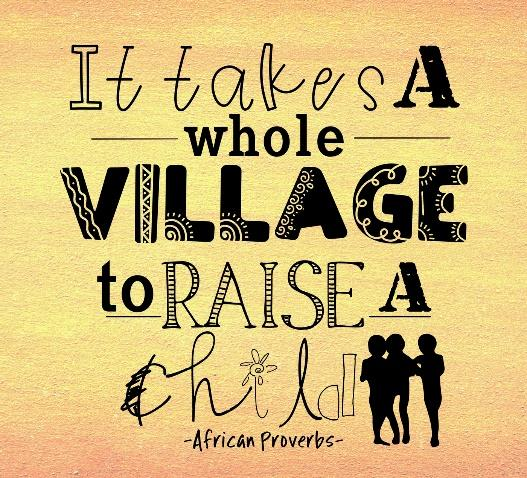 It takes A
whole
VILLAGE
to RAISE A
Child
-African Proverbs-